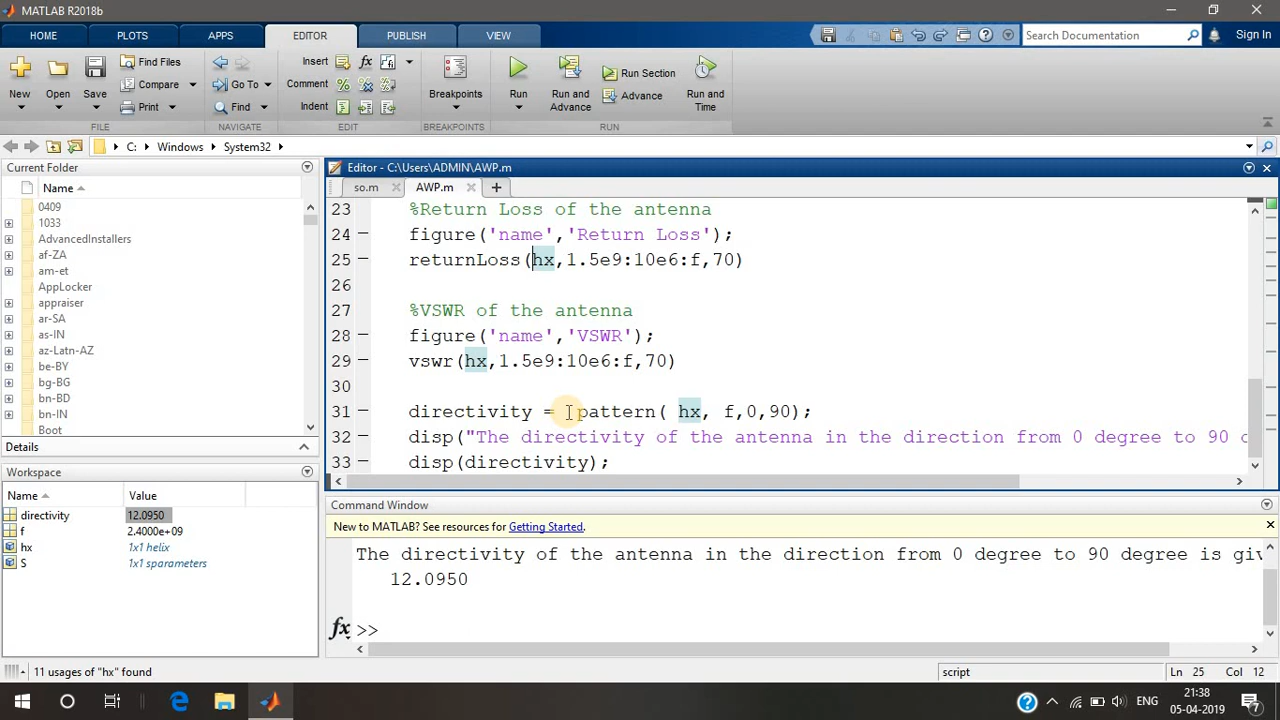 MATLAB R2018b
HOME PLOTS APPS EDITOR PUBLISH VIEW
Search Documentation
Sign In
New Open Save
Find Files
Compare
Print
Go To
Find
Insert
Comment
Indent
Breakpoints
Run
Run and Advance
Run Section
Advance
Run and Time
FILE NAVIGATE EDIT BREAKPOINTS RUN
C: Windows System32
Current Folder
Name
0409
1033
AdvancedInstallers
af-ZA
am-et
AppLocker
appraiser
ar-SA
as-IN
az-Latn-AZ
be-BY
bg-BG
bn-BD
bn-IN
Boot
Details
Workspace
Name Value
directivity 12.0950
f 2.4000e+09
hx 1x1 helix
S 1x1 sparameters
Editor - C:\Users\ADMIN\AWP.m
so.m AWP.m
23 %Return Loss of the antenna
24 figure('name','Return Loss');
25 returnLoss(hx,1.5e9:10e6:f,70)
26
27 %VSWR of the antenna
28 figure('name','VSWR');
29 vswr(hx,1.5e9:10e6:f,70)
30
31 directivity = pattern( hx, f,0,90);
32 disp("The directivity of the antenna in the direction from 0 degree to 90
33 disp(directivity);
Command Window
New to MATLAB? See resources for Getting Started.
The directivity of the antenna in the direction from 0 degree to 90 degree is giv
12.0950
fx >>
11 usages of "hx" found
script
Ln 25 Col 12
ENG
21:38
05-04-2019
7